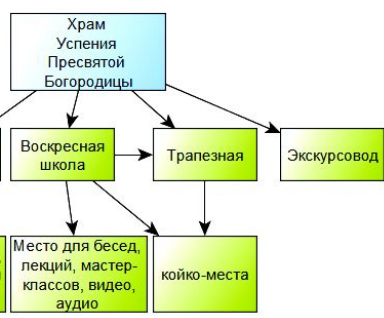 Храм
Успения
Пресвятой
Богородицы
Воскресная
школа
Трапезная
Экскурсовод
Место для бесед,
лекций, мастер-
классов, видео,
аудио
койко-места